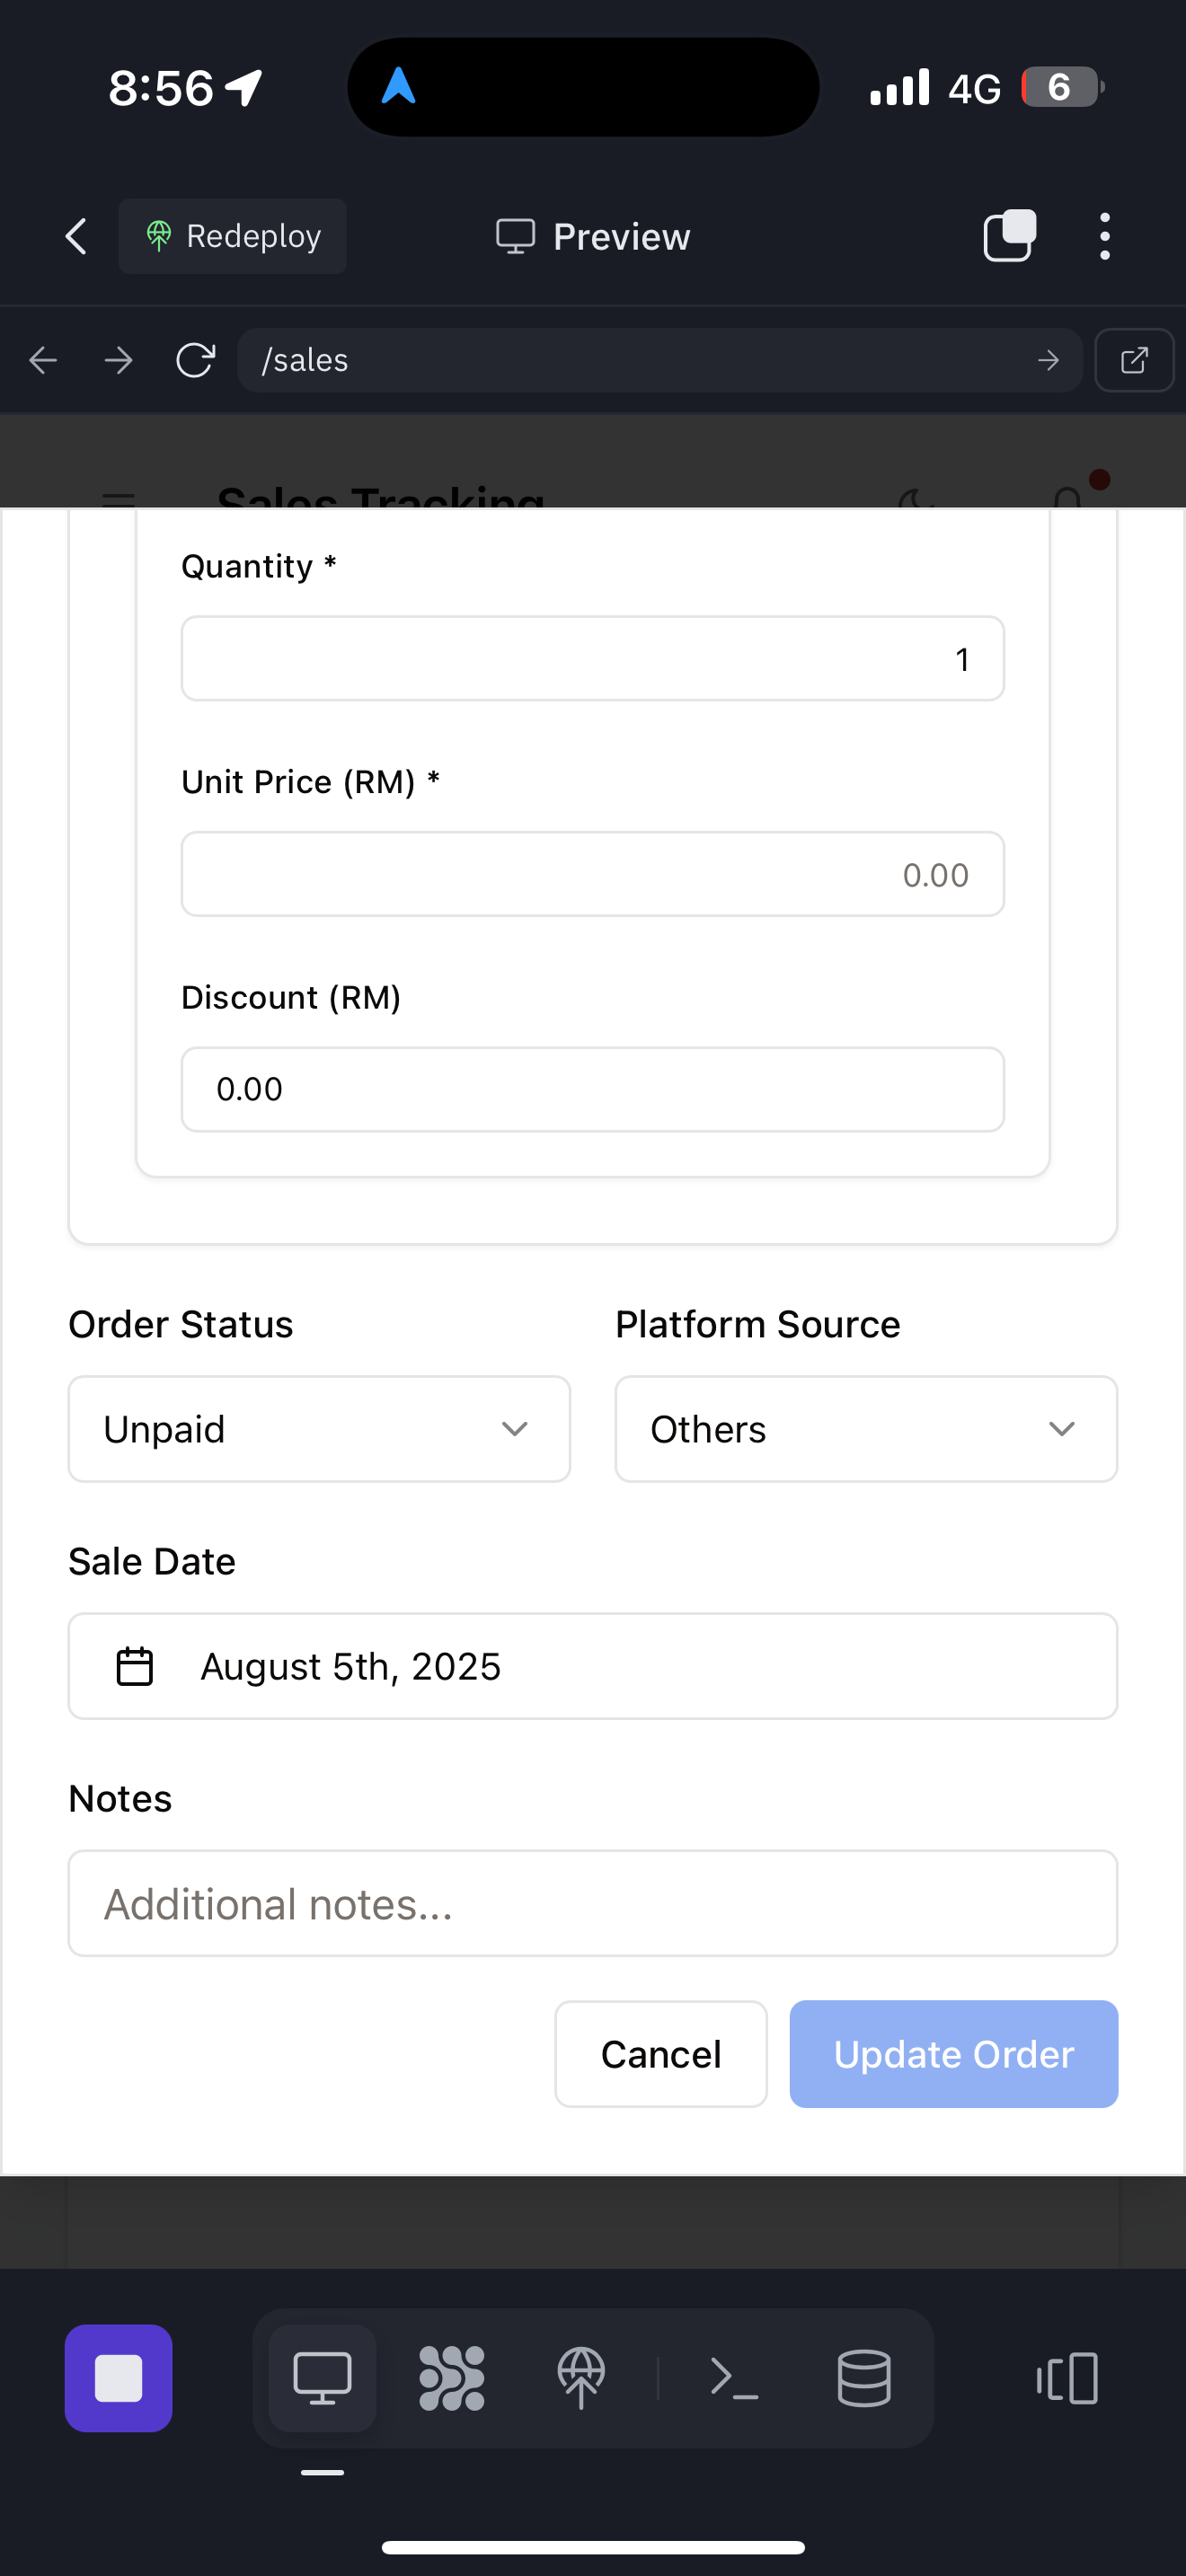 8:56
4G
6
Redeploy
Preview
/sales
Sales Tracking
Quantity *
1
Unit Price (RM) *
0.00
Discount (RM)
0.00
Order Status
Platform Source
Unpaid
Others
Sale Date
August 5th, 2025
Notes
Additional notes...
Cancel
Update Order